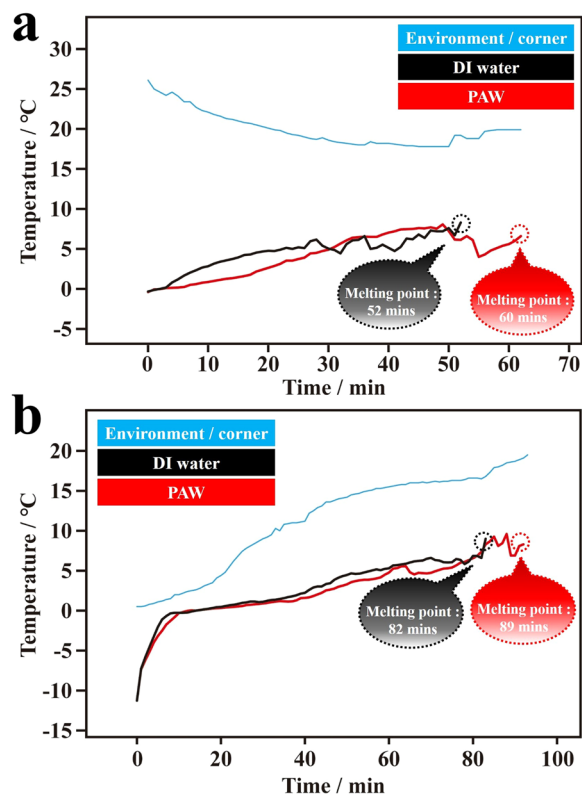 a
Environment / corner
DI water
PAW
Temperature / °C
30
25
20
15
10
5
0
-5
Melting point :
52 mins
Melting point :
60 mins
0
10
20
30
40
50
60
70
Time / min
b
Environment / corner
DI water
PAW
Temperature / °C
20
15
10
5
0
-5
-10
-15
Melting point :
82 mins
Melting point :
89 mins
0
20
40
60
80
100
Time / min